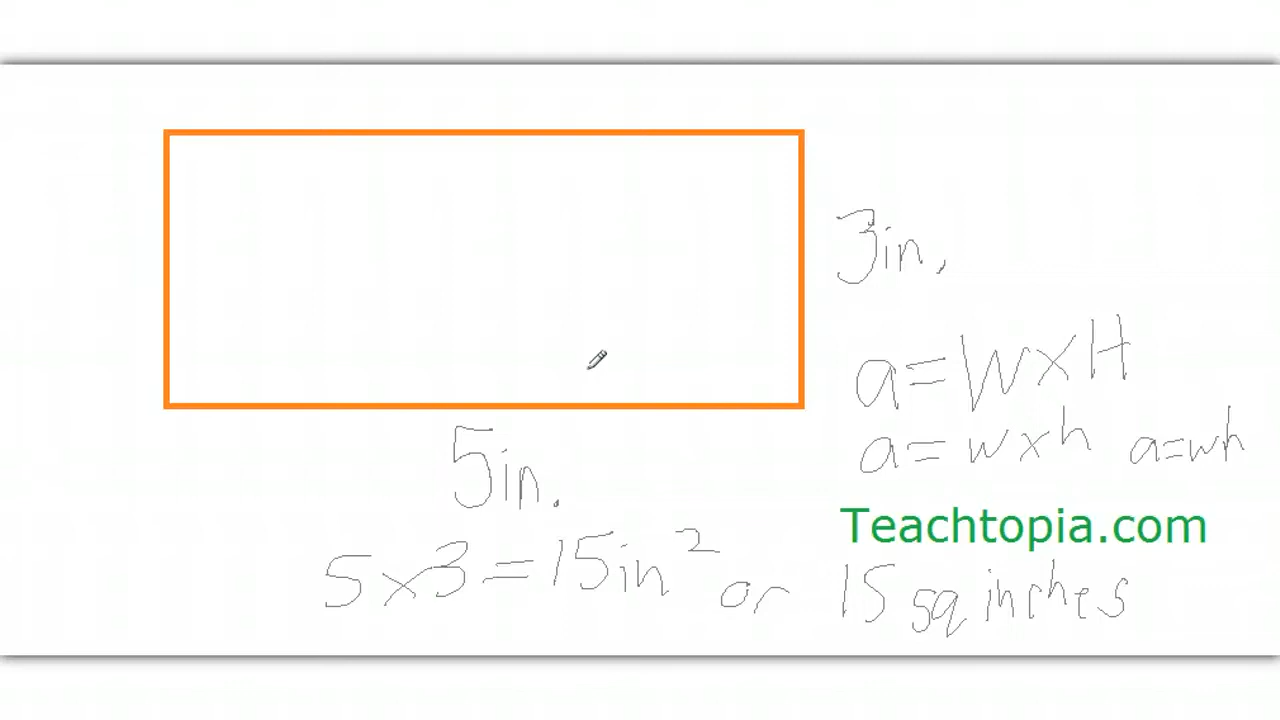 3in.
a=WxH
a=wxh a=wh
5in.
Teachtopia.com
5x3=15in² or 15 sq inches